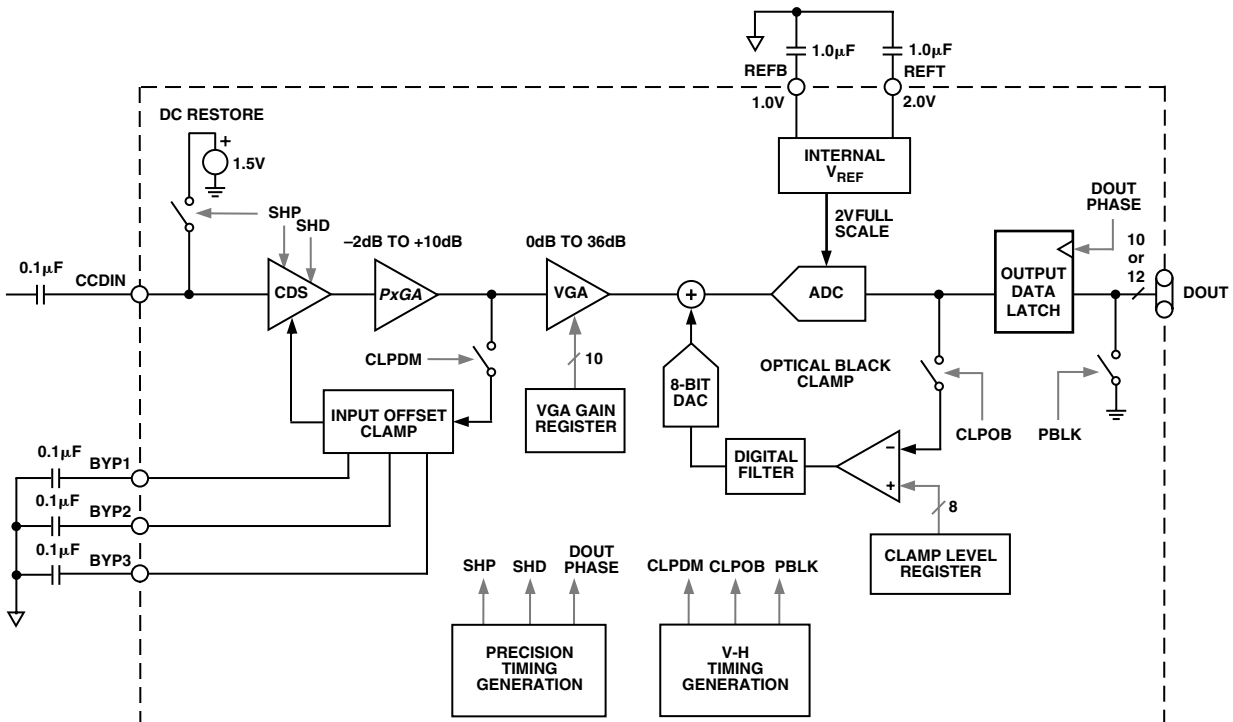 1.0µF
1.0µF
REFB
REFT
1.0V
2.0V
DC RESTORE
+
1.5V
INTERNAL
VREF
DOUT
PHASE
SHP
SHD
–2dB TO +10dB
0dB TO 36dB
2V FULL
SCALE
10
or
12
0.1µF
CCDIN
CDS
PxGA
VGA
+
ADC
OUTPUT
DATA
LATCH
DOUT
CLPDM
10
8-BIT
DAC
OPTICAL BLACK
CLAMP
INPUT OFFSET
CLAMP
VGA GAIN
REGISTER
CLPOB
PBLK
0.1µF
BYP1
DIGITAL
FILTER
–
+
0.1µF
BYP2
8
0.1µF
BYP3
CLAMP LEVEL
REGISTER
SHP
SHD
DOUT
PHASE
CLPDM
CLPOB
PBLK
PRECISION
TIMING
GENERATION
V-H
TIMING
GENERATION